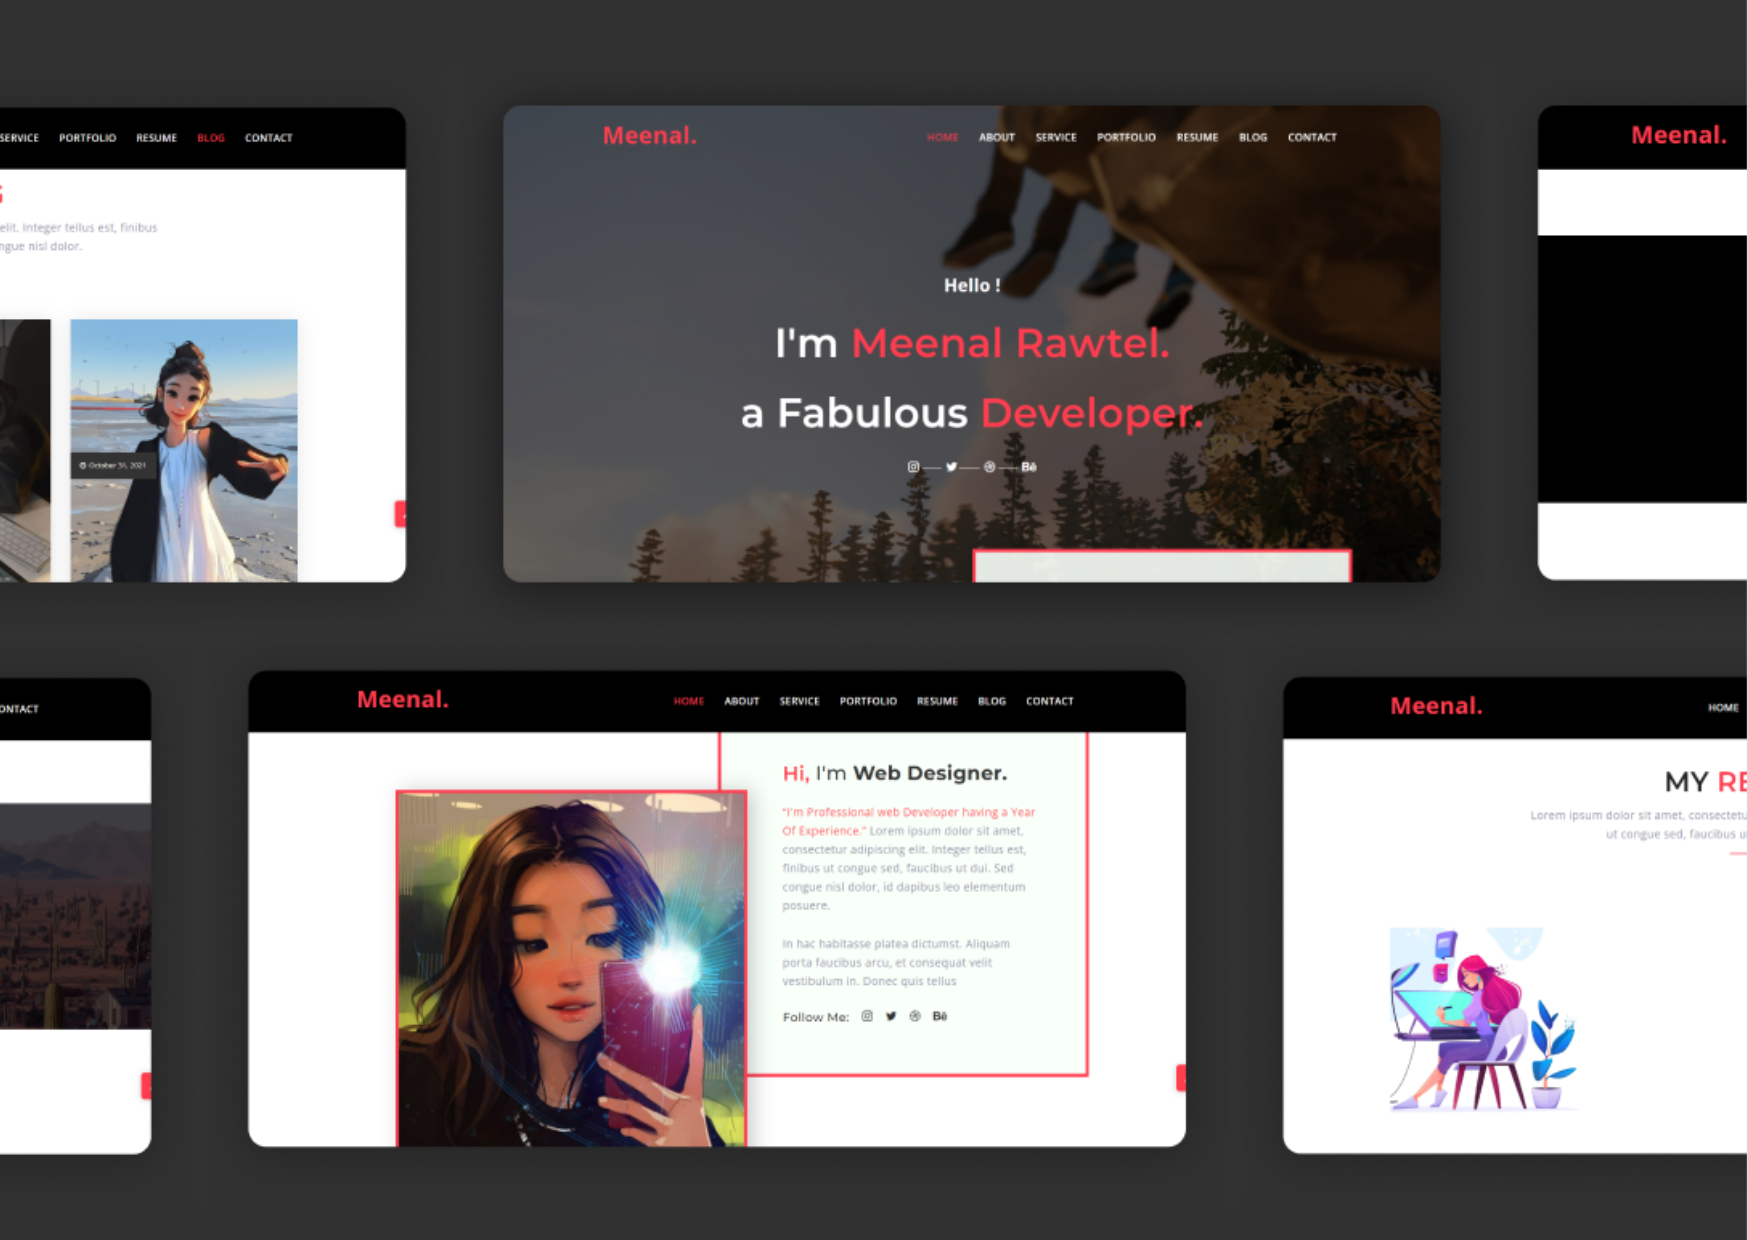 SERVICE PORTFOLIO RESUME BLOG CONTACT
elit. Integer tellus est, finibus
ngue nisl dolor.
October 31, 2021
Meenal.
HOME ABOUT SERVICE PORTFOLIO RESUME BLOG CONTACT
Hello !
I'm Meenal Rawtel.
a Fabulous Developer.
Bē
Meenal.
ONTACT
Meenal.
HOME ABOUT SERVICE PORTFOLIO RESUME BLOG CONTACT
Hi, I'm Web Designer.
"I'm Professional web Developer having a Year
Of Experience." Lorem ipsum dolor sit amet,
consectetur adipiscing elit. Integer tellus est,
finibus ut congue sed, faucibus ut dui. Sed
congue nisl dolor, id dapibus leo elementum
posuere.
In hac habitasse platea dictumst. Aliquam
porta faucibus arcu, et consequat velit
vestibulum in. Donec quis tellus
Follow Me: Bē
Meenal.
HOME
MY RE
Lorem ipsum dolor sit amet, consectetu
ut congue sed, faucibus u